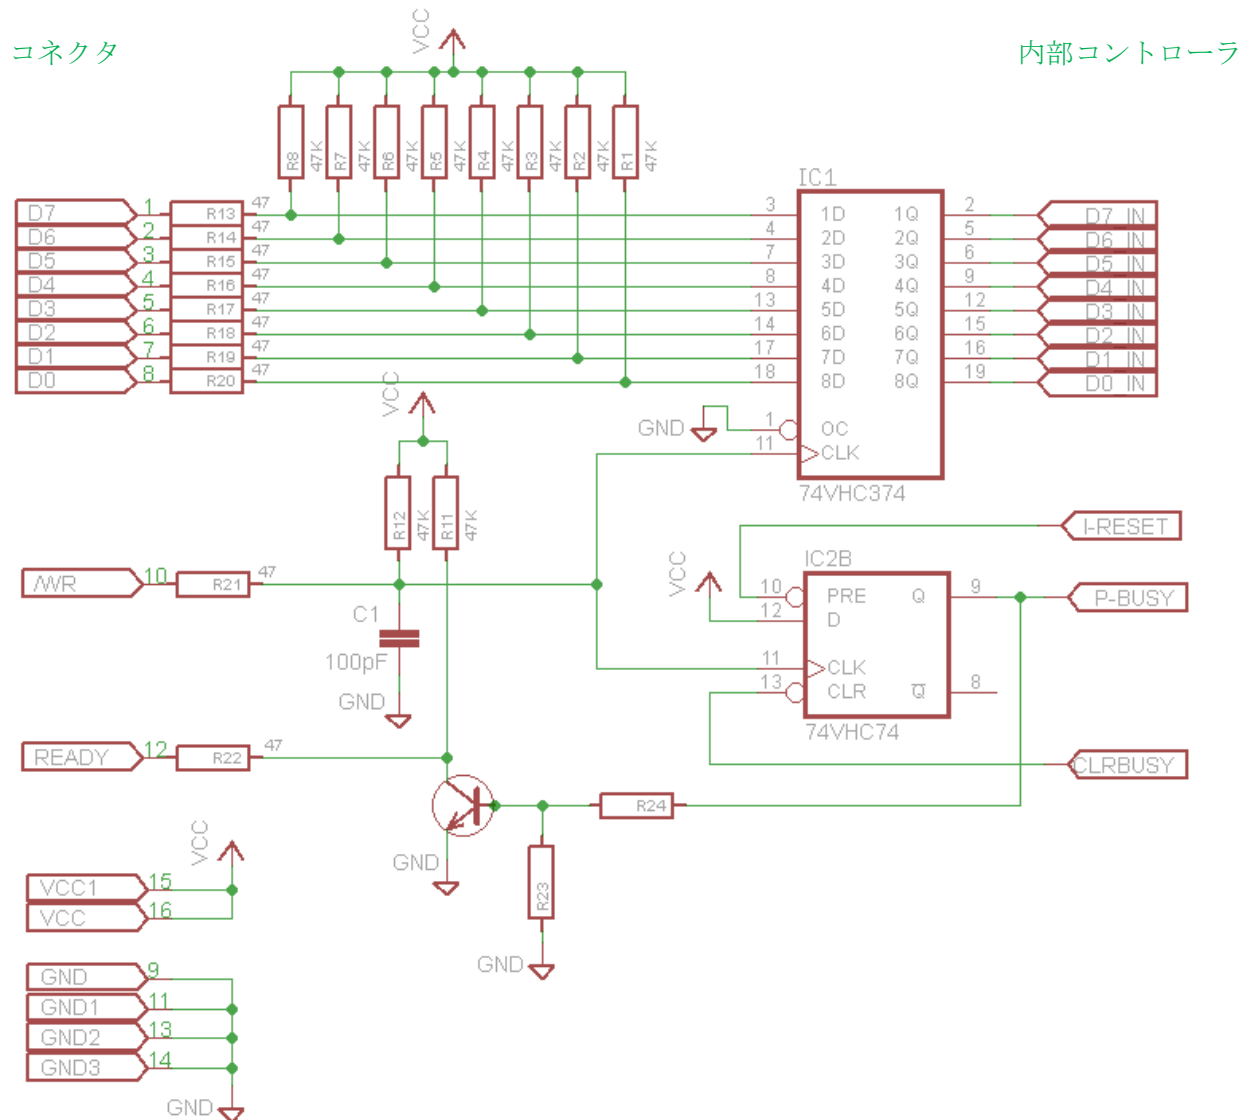 コネクタ
内部コントローラ
VCC
R8 47K
R7 47K
R6 47K
R5 47K
R4 47K
R3 47K
R2 47K
R1 47K
IC1
D7 1 R13 47 3 1D 1Q 2 D7_IN
D6 2 R14 47 4 2D 2Q 5 D6_IN
D5 3 R15 47 7 3D 3Q 6 D5_IN
D4 4 R16 47 8 4D 4Q 9 D4_IN
D3 5 R17 47 13 5D 5Q 12 D3_IN
D2 6 R18 47 14 6D 6Q 15 D2_IN
D1 7 R19 47 17 7D 7Q 16 D1_IN
D0 8 R20 47 18 8D 8Q 19 D0_IN
VCC
GND 1 OC
11 CLK
74VHC374
R12 47K
R11 47K
I-RESET
IC2B
/WR 10 R21 47
VCC
10 PRE Q 9 P-BUSY
12 D
C1
100pF
GND
11 CLK
13 CLR Q 8
74VHC74
READY 12 R22 47
CLRBUSY
R24
GND
R23
GND
VCC
VCC1 15
VCC 16
GND 9
GND1 11
GND2 13
GND3 14
GND